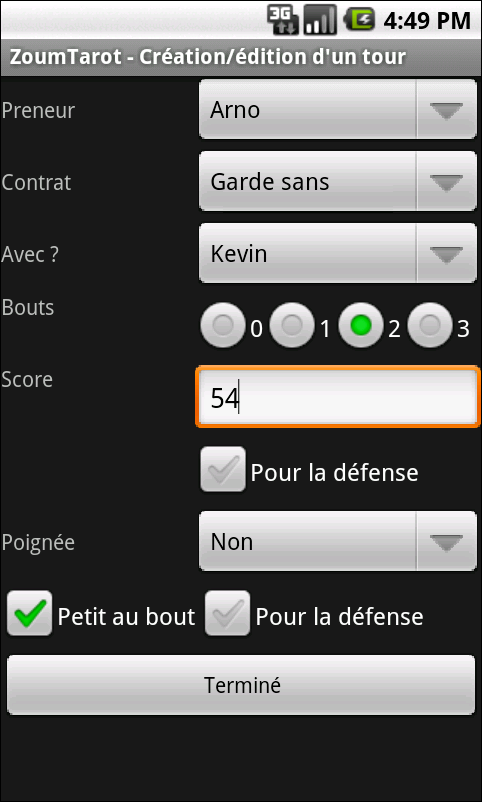 3G 4:49 PM
ZoumTarot - Création/édition d'un tour
Preneur Arno
Contrat Garde sans
Avec ? Kevin
Bouts 0 1 2 3
Score 54
Pour la défense
Poignée Non
Petit au bout Pour la défense
Terminé